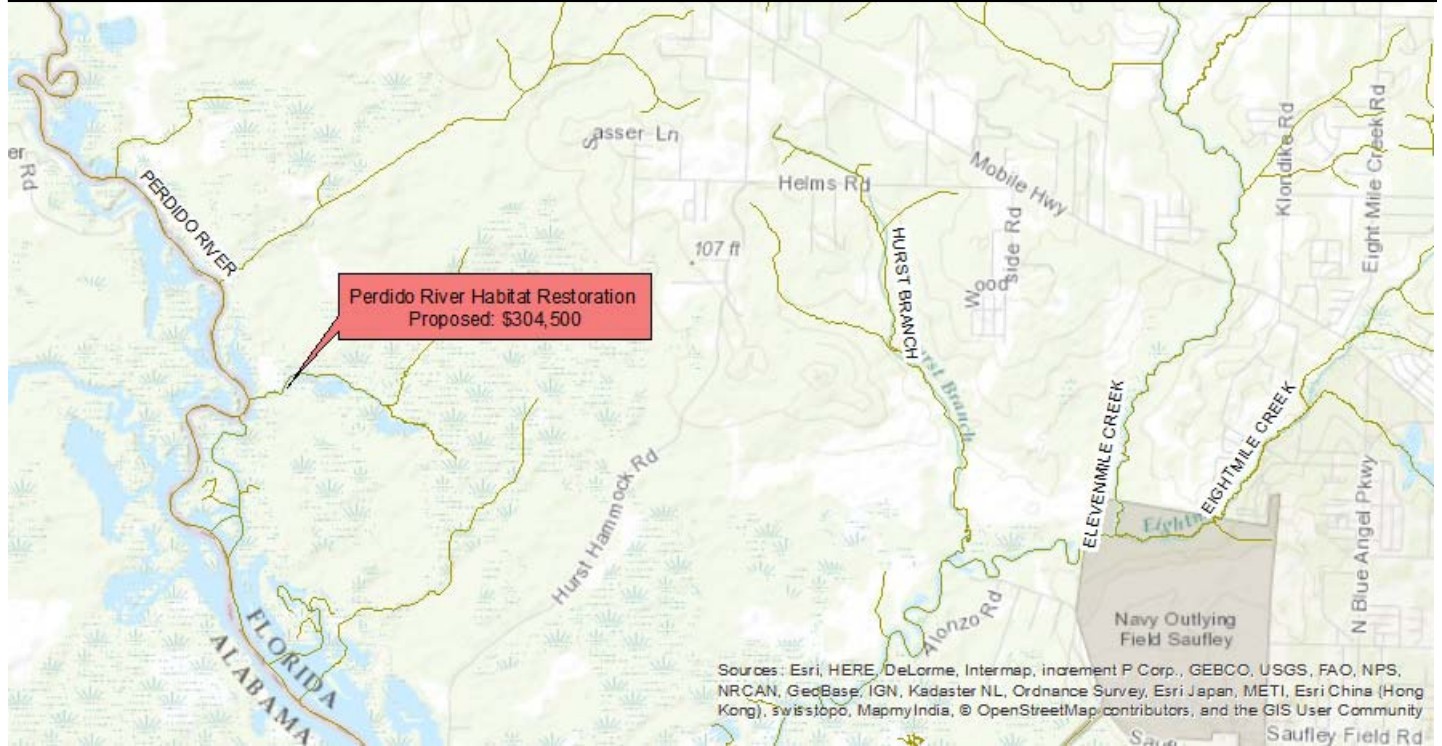 er
Rd
PERDIDO RIVER
Sasser Ln
Helms Rd
Mobile Hwy
Klondike Rd
Eight Mile Creek Rd
107 ft
Woodside Rd
HURST BRANCH
Hurst Branch
Perdido River Habitat Restoration
Proposed: $304,500
ELEVENMILE CREEK
EIGHTMILE CREEK
Hurst Hammock Rd
N Blue Angel Pkwy
Alonzo Rd
Navy Outlying
Field Saufley
FLORIDA
ALABAMA
Sources: Esri, HERE, DeLorme, Intermap, increment P Corp., GEBCO, USGS, FAO, NPS,
NRCAN, GeoBase, IGN, Kadaster NL, Ordnance Survey, Esri Japan, METI, Esri China (Hong
Kong), swisstopo, MapmyIndia, © OpenStreetMap contributors, and the GIS User Community
Saufley Field Rd